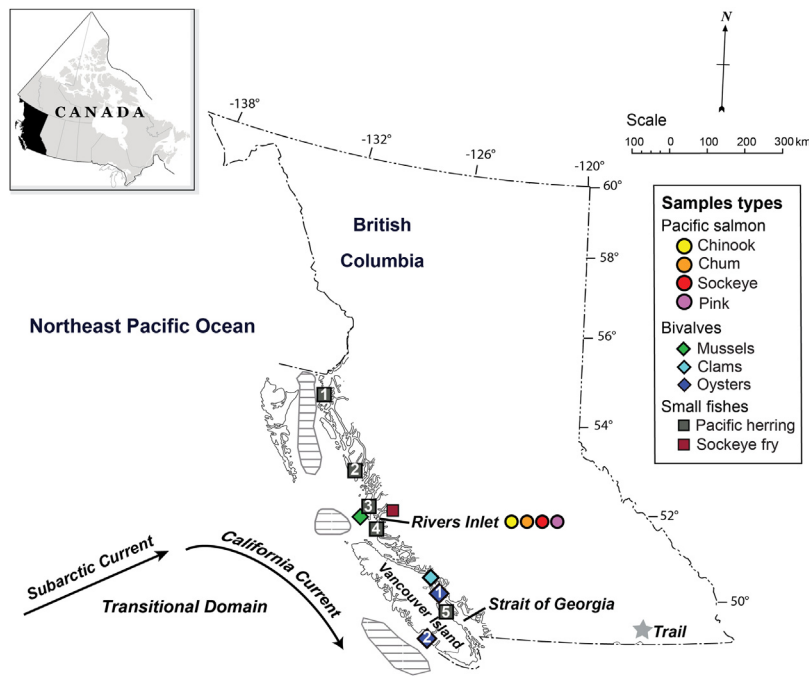 CANADA
N
-138°
-132°
-126°
-120°
Scale
100 0 100 200 300 km
60°
58°
56°
54°
52°
50°
British
Columbia
Northeast Pacific Ocean
Samples types
Pacific salmon
Chinook
Chum
Sockeye
Pink
Bivalves
Mussels
Clams
Oysters
Small fishes
Pacific herring
Sockeye fry
1
2
3
4
Rivers Inlet
Subarctic Current
California Current
Transitional Domain
Vancouver Island
1
5
2
Strait of Georgia
Trail